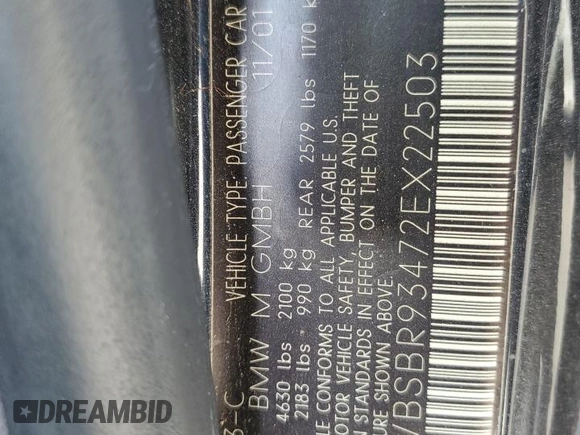 3 C VEHICLE TYPE: PASSENGER CAR
BMW M GMBH 11/01
4630 lbs 2100 kg
2183 lbs 990 kg REAR 2579 lbs 1170 k
LE CONFORMS TO ALL APPLICABLE U.S.
MOTOR VEHICLE SAFETY, BUMPER AND THEFT
N STANDARDS IN EFFECT ON THE DATE OF
URE SHOWN ABOVE.
BSBR93472EX22503
DREAMBID